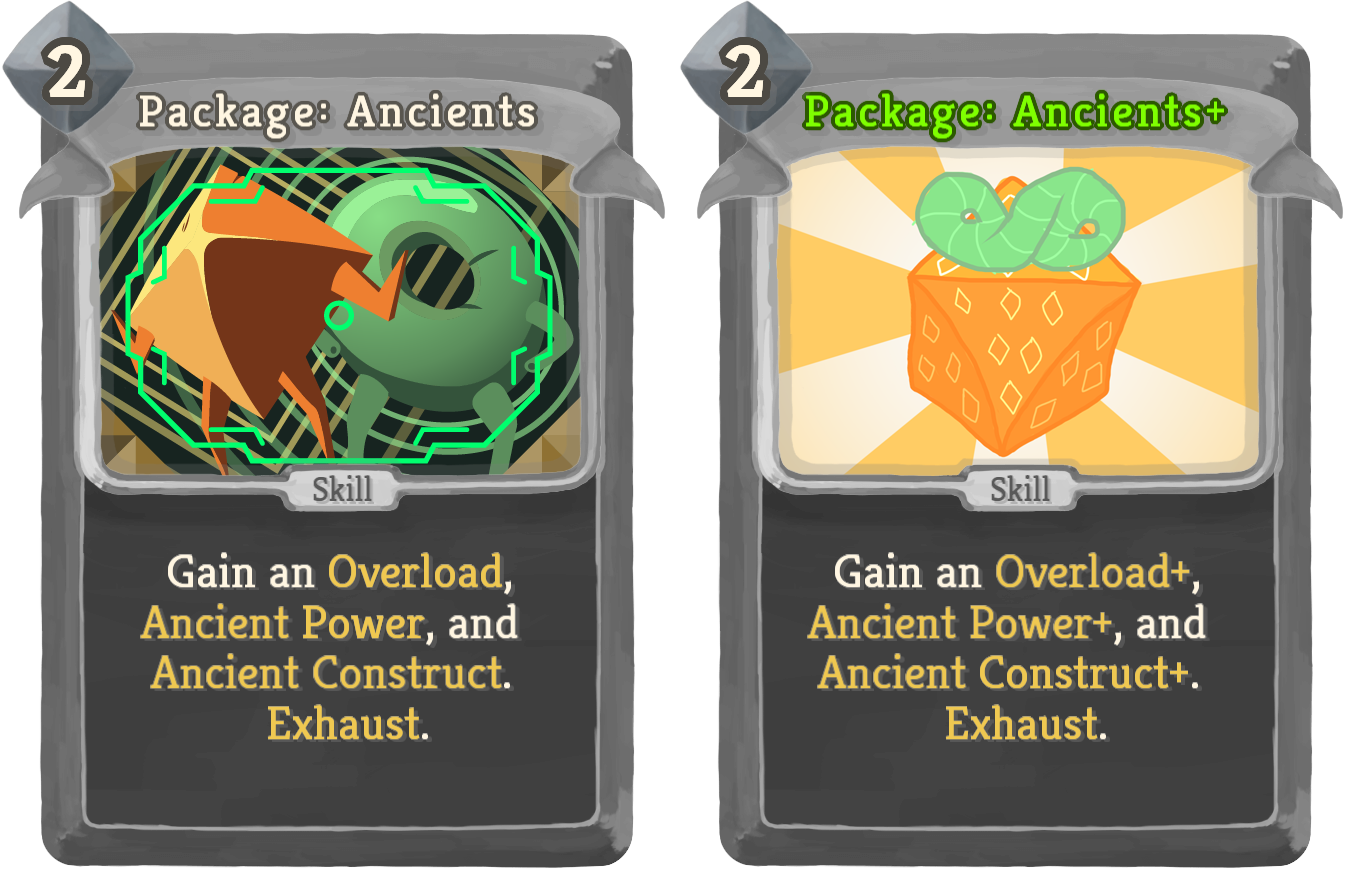 2
Package: Ancients
Skill
Gain an Overload,
Ancient Power, and
Ancient Construct.
Exhaust.
2
Package: Ancients+
Skill
Gain an Overload+,
Ancient Power+, and
Ancient Construct+.
Exhaust.